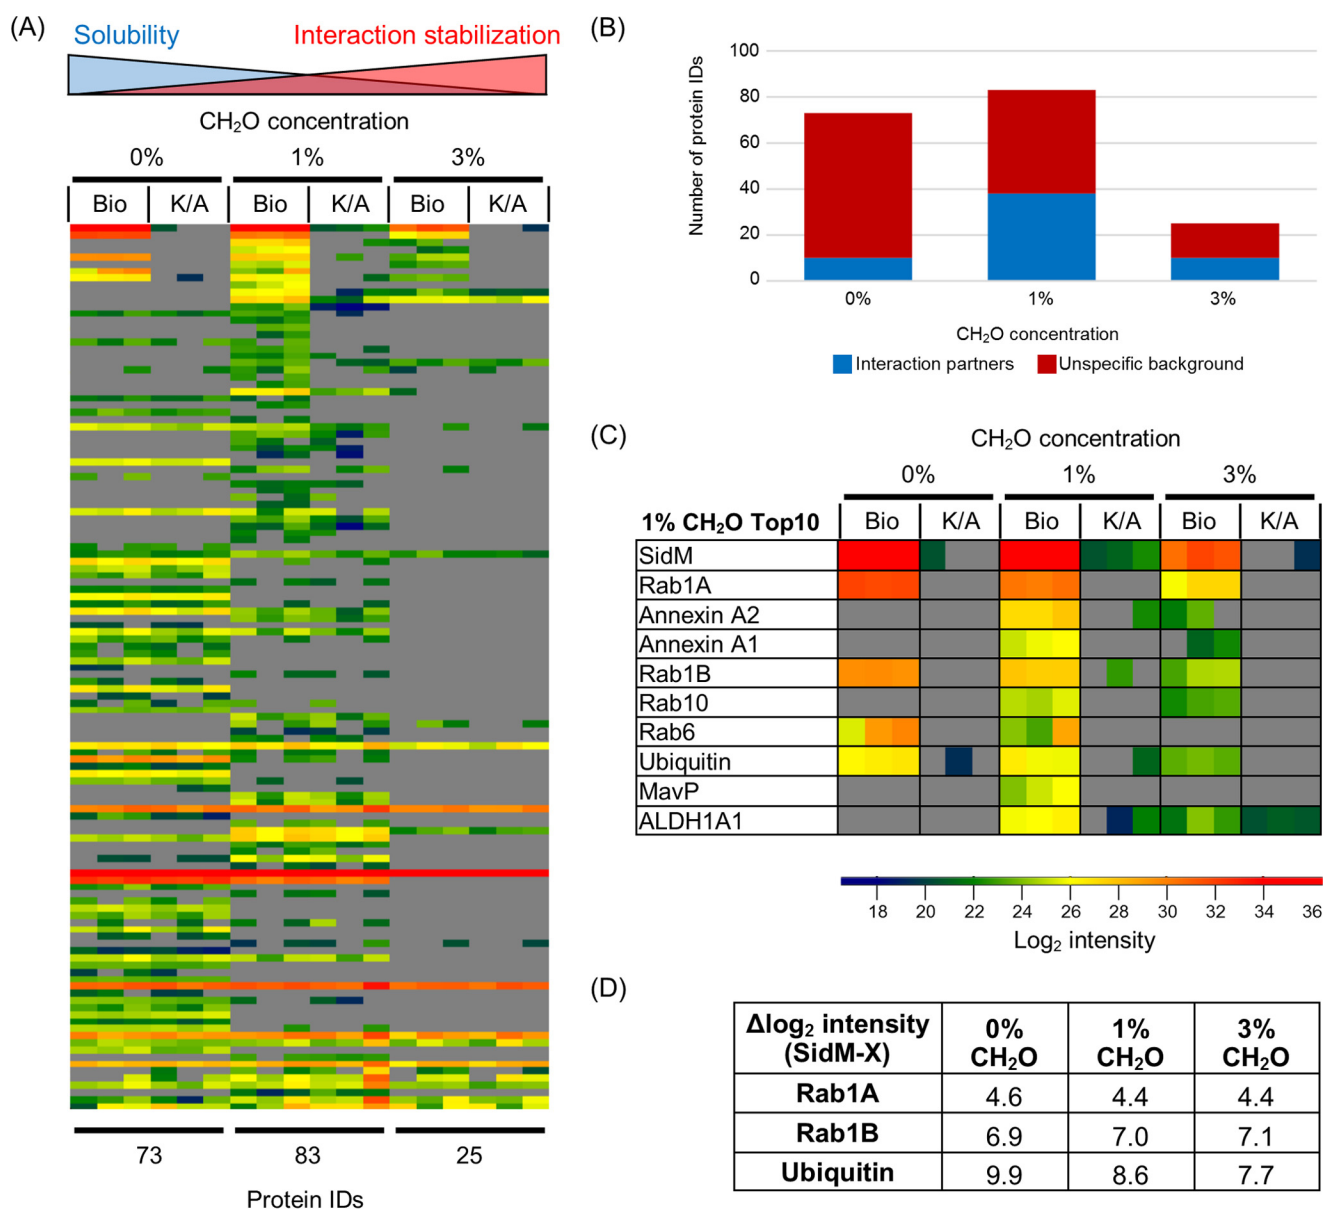 (A)
Solubility
Interaction stabilization
CH₂O concentration
0% 1% 3%
Bio K/A Bio K/A Bio K/A
73 83 25
Protein IDs
(B)
Number of protein IDs
100
80
60
40
20
0
0% 1% 3%
CH₂O concentration
Interaction partners Unspecific background
(C)
CH₂O concentration
0% 1% 3%
1% CH₂O Top10 Bio K/A Bio K/A Bio K/A
SidM
Rab1A
Annexin A2
Annexin A1
Rab1B
Rab10
Rab6
Ubiquitin
MavP
ALDH1A1
18 20 22 24 26 28 30 32 34 36
Log₂ intensity
(D)
Δlog₂ intensity 0% 1% 3%
(SidM-X) CH₂O CH₂O CH₂O
Rab1A 4.6 4.4 4.4
Rab1B 6.9 7.0 7.1
Ubiquitin 9.9 8.6 7.7